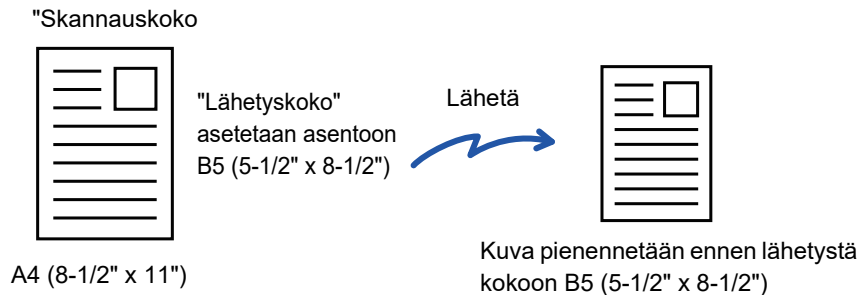 "Skannauskoko
"Lähetyskoko"
asetetaan asentoon
B5 (5-1/2" x 8-1/2")
Lähetä
A4 (8-1/2" x 11")
Kuva pienennetään ennen lähetystä
kokoon B5 (5-1/2" x 8-1/2")